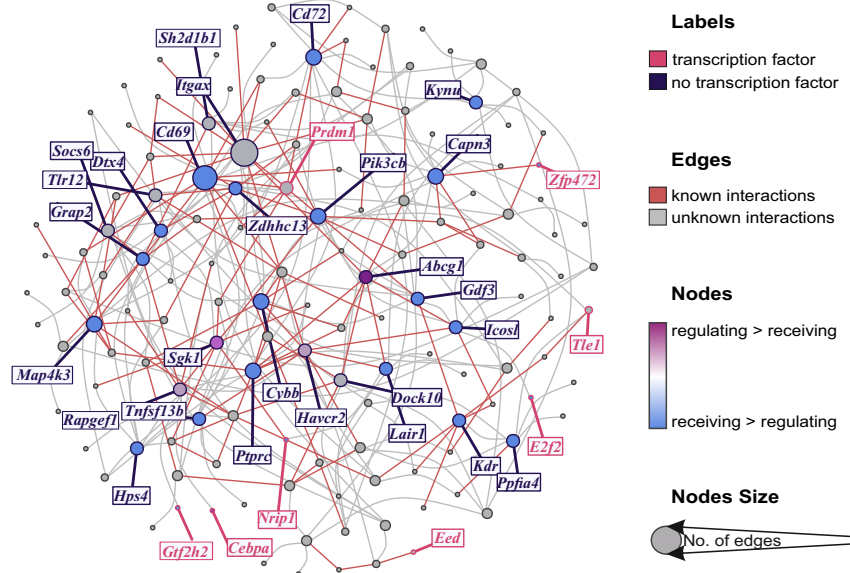 Cd72
Sh2d1b1
Itgax
Kynu
Cd69
Prdm1
Socs6
Dtx4
Pik3cb
Capn3
Tlr12
Zfp472
Grap2
Zdhhc13
Abcg1
Gdf3
Icosl
Tle1
Sgk1
Map4k3
Cybb
Dock10
Rapgef1
Tnfsf13b
Havcr2
Lair1
E2f2
Ptprc
Kdr
Ppfia4
Hps4
Nrip1
Gtf2h2
Cebpa
Eed
Labels
transcription factor
no transcription factor
Edges
known interactions
unknown interactions
Nodes
regulating > receiving
receiving > regulating
Nodes Size
No. of edges